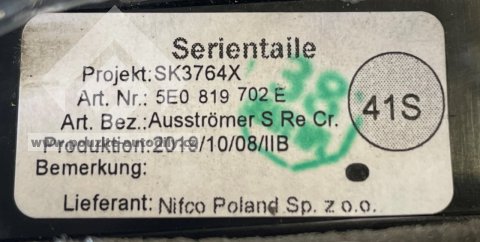 Serientaile
Projekt:SK3764X
Art. Nr.: 5E0 819 702 E
41S
Art. Bez.:Ausströmer S Re Cr.
Produktion:2019/10/08/IIB
Bemerkung:
Lieferant: Nifco Poland Sp. z o.o.